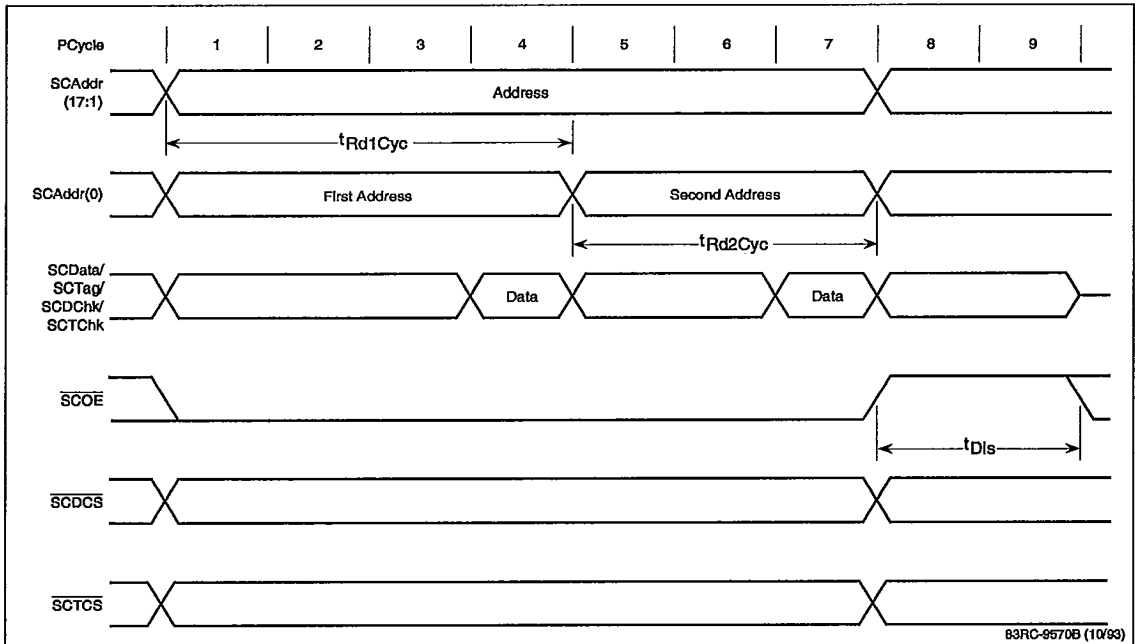 PCycle 1 2 3 4 5 6 7 8 9
SCAddr
(17:1)
Address
tRd1Cyc
SCAddr(0) First Address Second Address
tRd2Cyc
SCData/
SCTag/
SCDChk/
SCTChk
Data Data
SCOE
tDis
SCDCS
SCTCS
83RC-9570B (10/93)